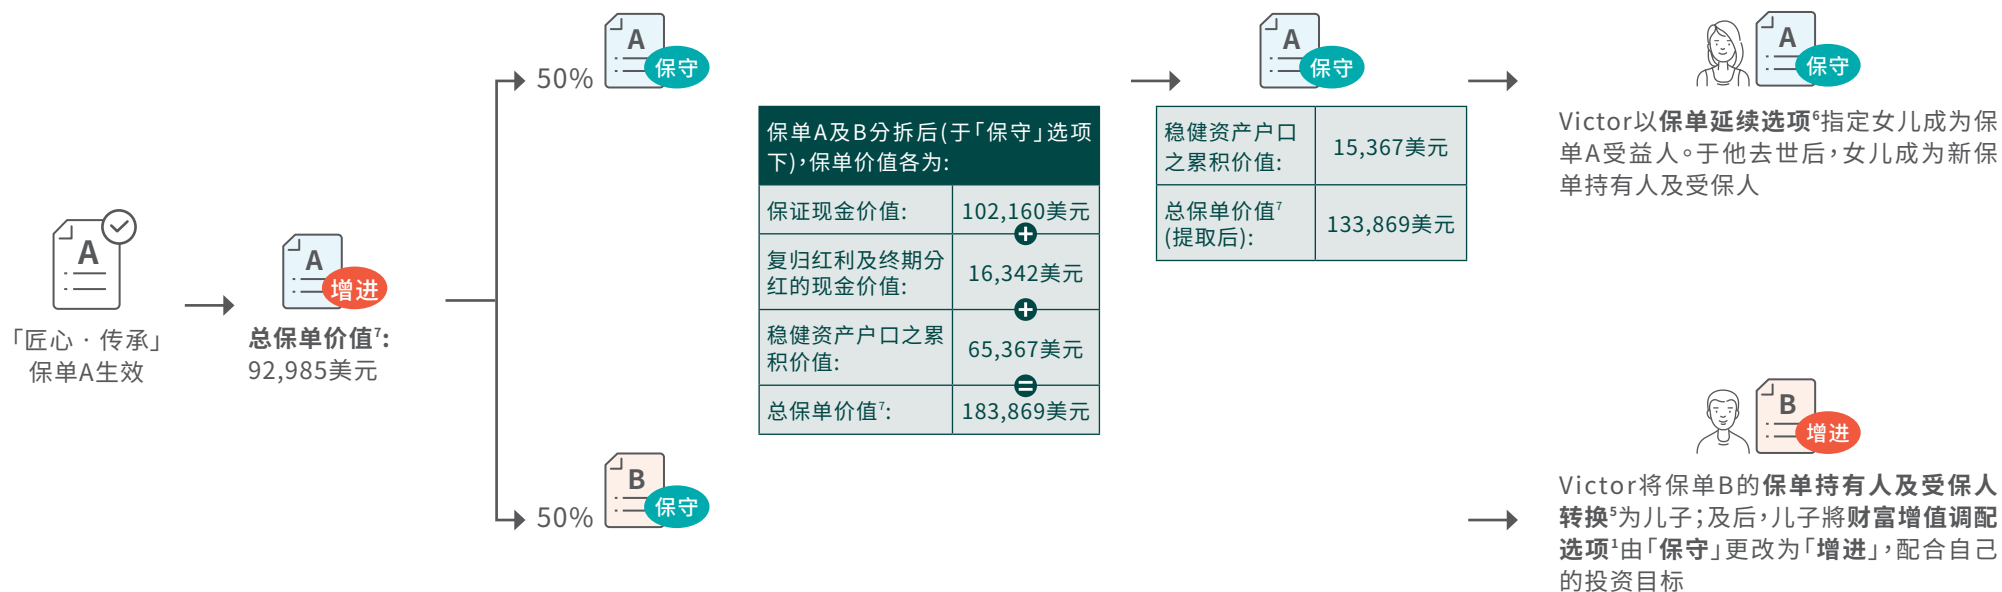 A
「匠心 · 传承」
保单A生效
A
增进
总保单价值⁷:
92,985美元
50%
A
保守
50%
B
保守
保单A及B分拆后(于「保守」选项
下),保单价值各为:
保证现金价值:
102,160美元
+
复归红利及终期分
红的现金价值:
16,342美元
+
稳健资产户口之累
积价值:
65,367美元
=
总保单价值⁷:
183,869美元
A
保守
稳健资产户口
之累积价值:
15,367美元
总保单价值⁷
(提取后):
133,869美元
A
保守
Victor以保单延续选项⁶指定女儿成为保
单A受益人。于他去世后,女儿成为新保
单持有人及受保人
B
增进
Victor将保单B的保单持有人及受保人
转换⁵为儿子;及后,儿子將财富增值调配
选项¹由「保守」更改为「增进」,配合自己
的投资目标